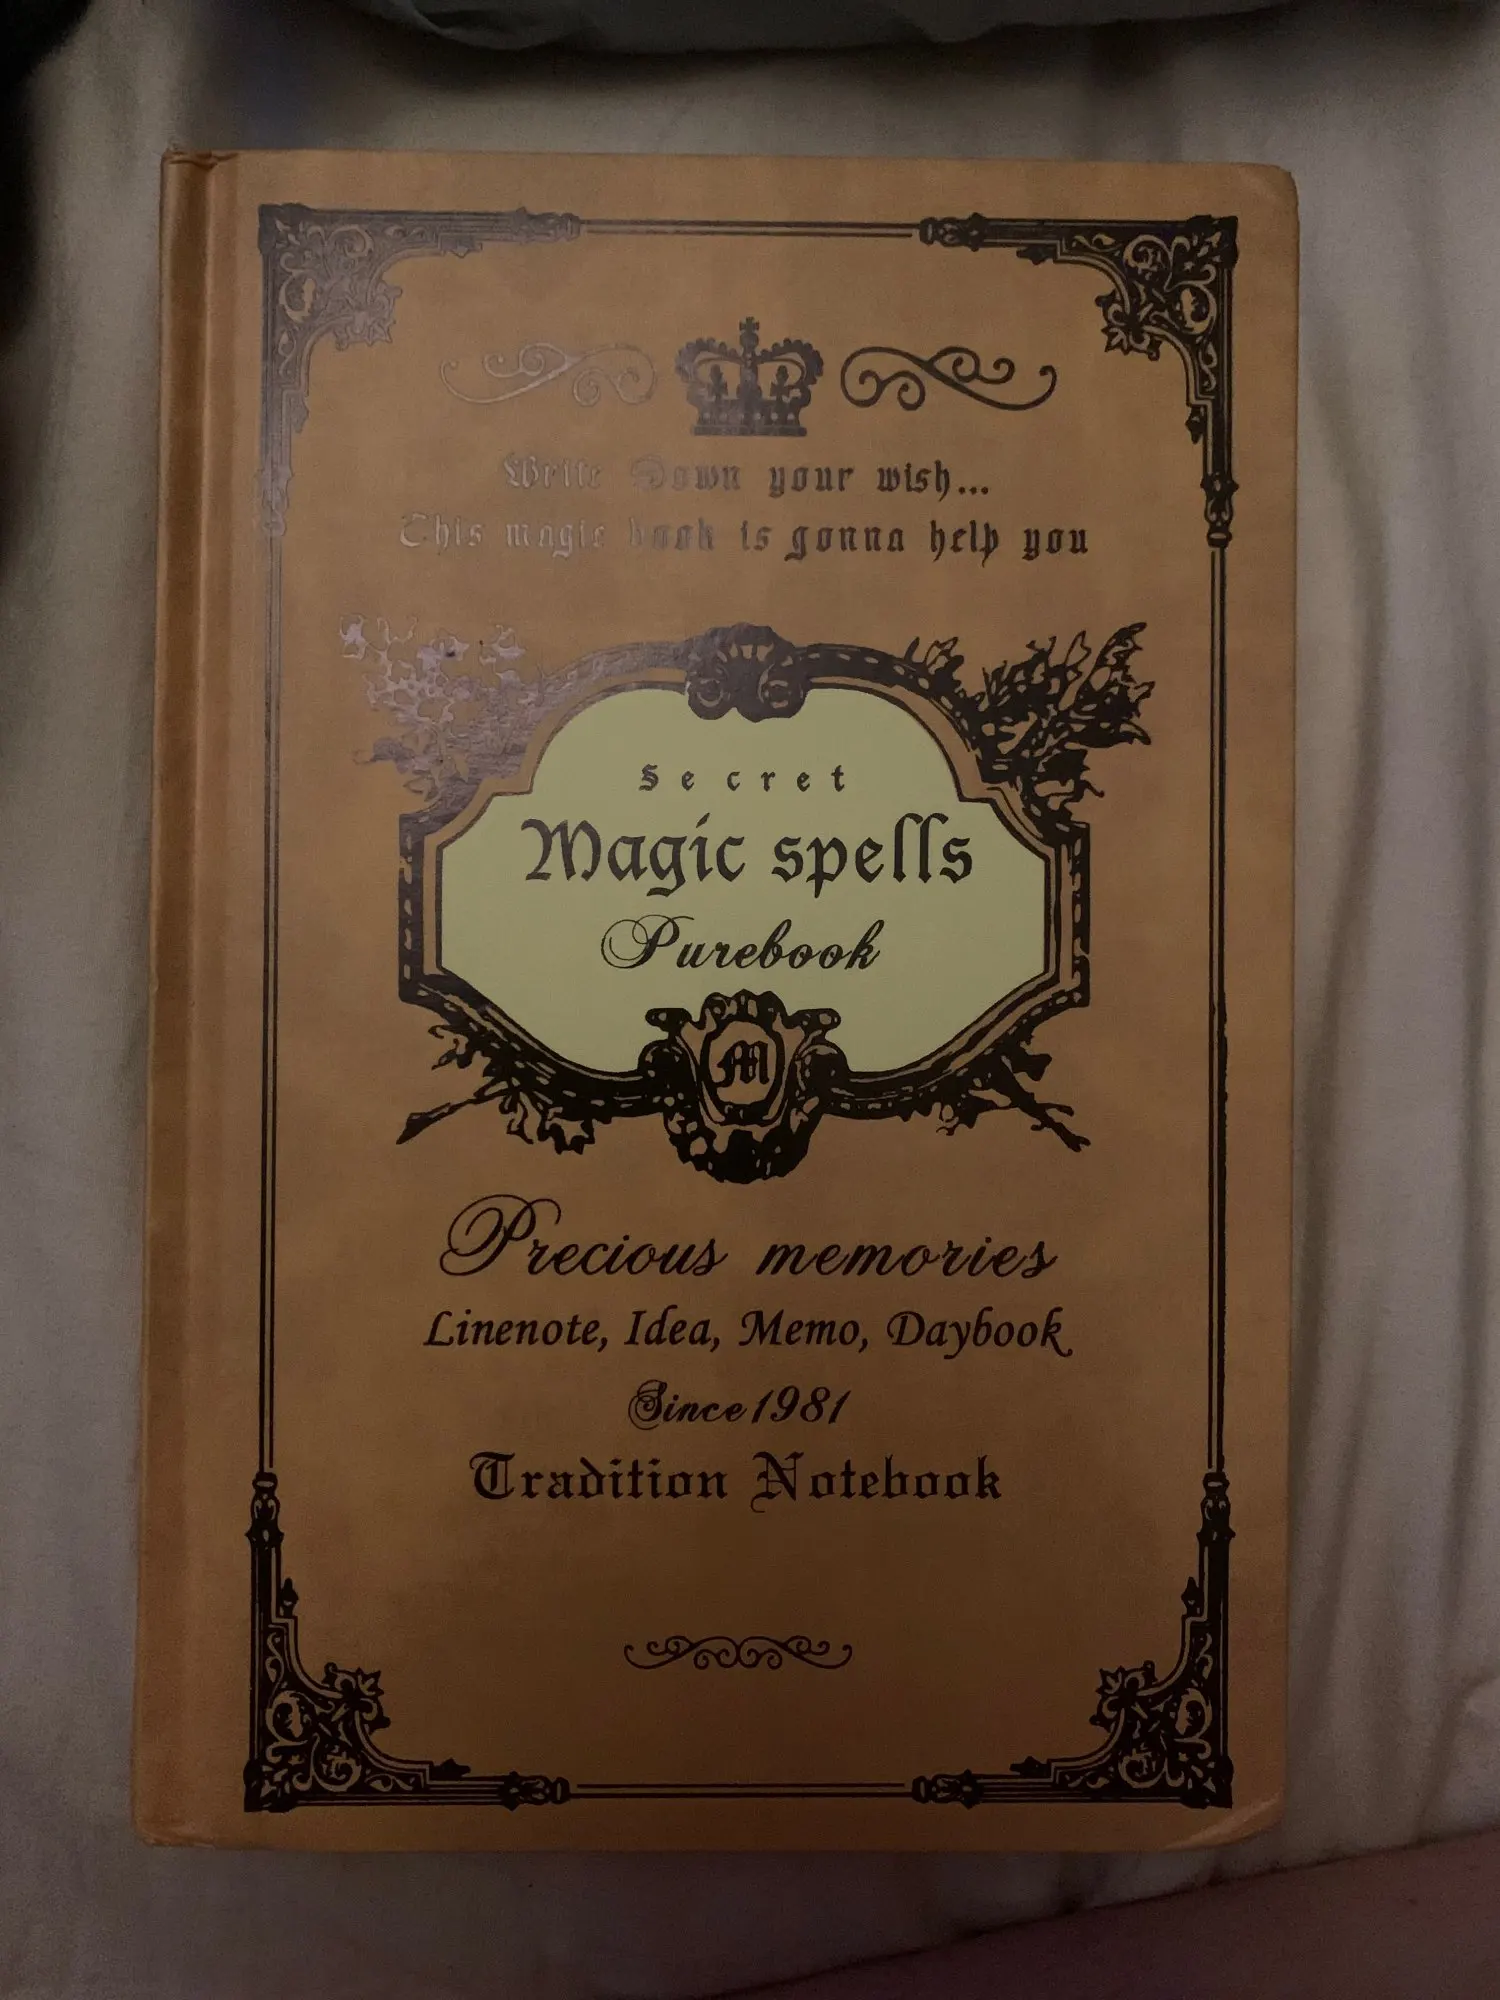 Write Down your wish...
This magic book is gonna help you
Secret
Magic spells
Purebook
M
Precious memories
Linenote, Idea, Memo, Daybook
Since 1981
Tradition Notebook